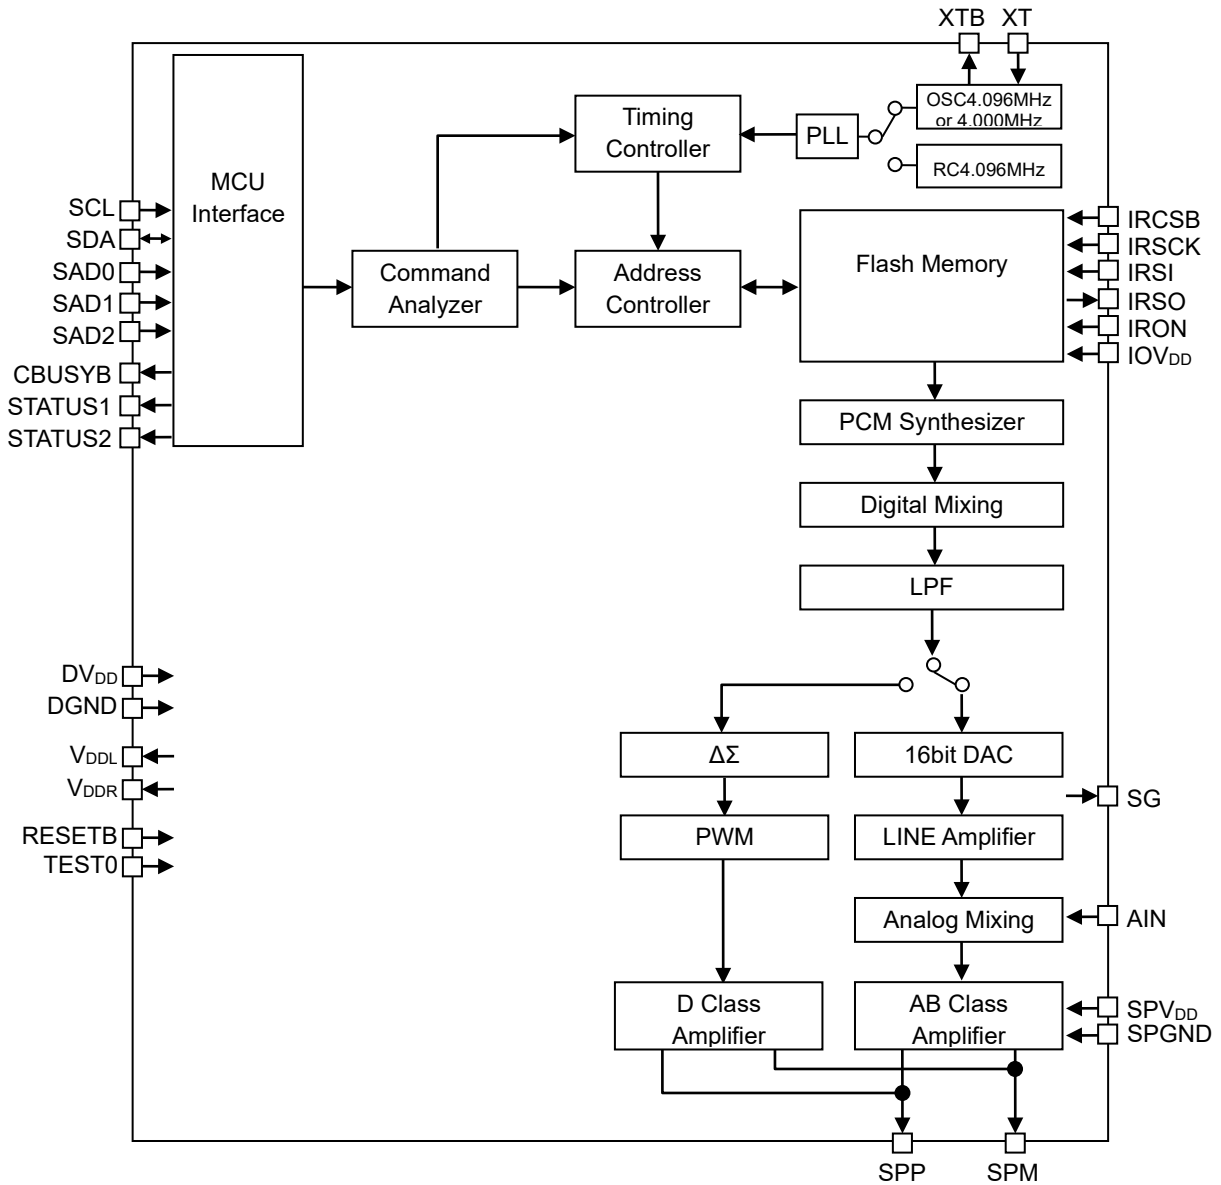 XTB
XT
OSC4.096MHz
or 4.000MHz
Timing
Controller
PLL
RC4.096MHz
MCU
Interface
SCL
SDA
SAD0
SAD1
SAD2
CBUSYB
STATUS1
STATUS2
Command
Analyzer
Address
Controller
Flash Memory
IRCSB
IRSCK
IRSI
IRSO
IRON
IOVDD
PCM Synthesizer
Digital Mixing
LPF
DVDD
DGND
VDDL
VDDR
RESETB
TEST0
ΔΣ
16bit DAC
SG
PWM
LINE Amplifier
Analog Mixing
AIN
D Class
Amplifier
AB Class
Amplifier
SPVDD
SPGND
SPP
SPM